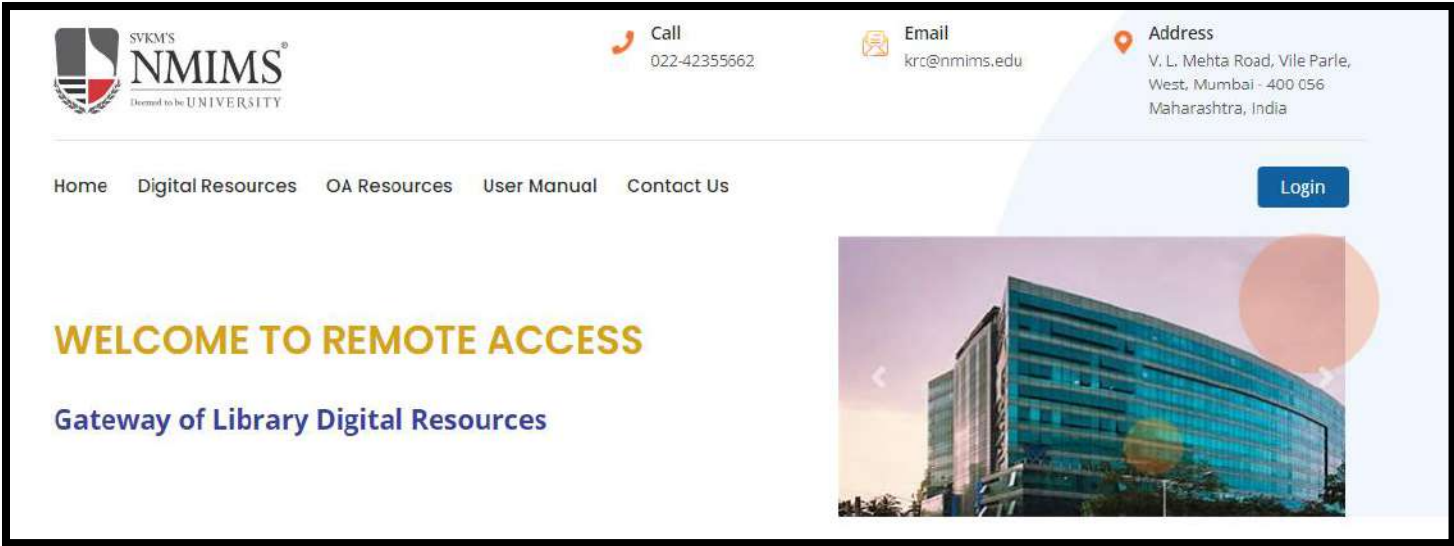 SVKM'S
NMIMS®
Deemed to be UNIVERSITY
Call
022-42355662
Email
krc@nmims.edu
Address
V. L. Mehta Road, Vile Parle,
West, Mumbai - 400 056
Maharashtra, India
Home Digital Resources OA Resources User Manual Contact Us
Login
WELCOME TO REMOTE ACCESS
Gateway of Library Digital Resources